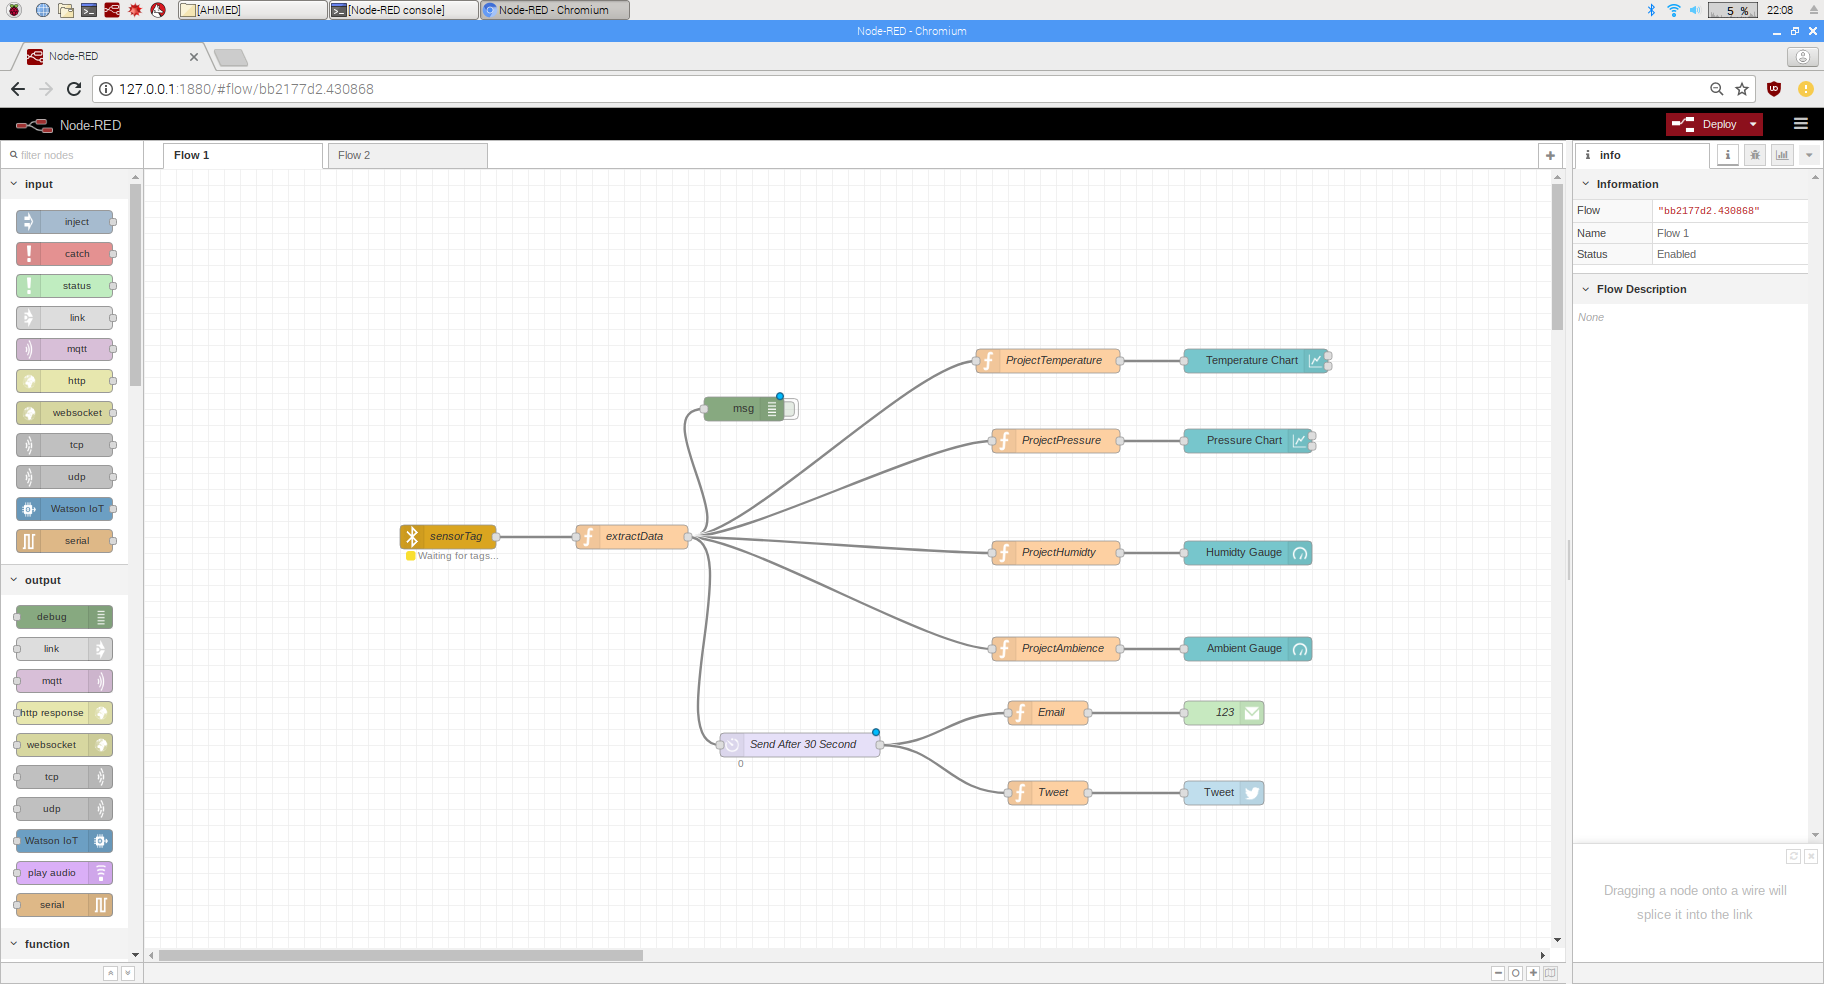 [AHMED]
[Node-RED console]
Node-RED - Chromium
5 %
22:08
Node-RED - Chromium
Node-RED
127.0.0.1:1880/#flow/bb2177d2.430868
Node-RED
Deploy
filter nodes
Flow 1
Flow 2
info
input
inject
catch
status
link
mqtt
http
websocket
tcp
udp
Watson IoT
serial
output
debug
link
mqtt
http response
websocket
tcp
udp
Watson IoT
play audio
serial
function
sensorTag
Waiting for tags...
extractData
msg
ProjectTemperature
Temperature Chart
ProjectPressure
Pressure Chart
ProjectHumidty
Humidty Gauge
ProjectAmbience
Ambient Gauge
Send After 30 Second
0
Email
123
Tweet
Tweet
Information
Flow
"bb2177d2.430868"
Name
Flow 1
Status
Enabled
Flow Description
None
Dragging a node onto a wire will
splice it into the link